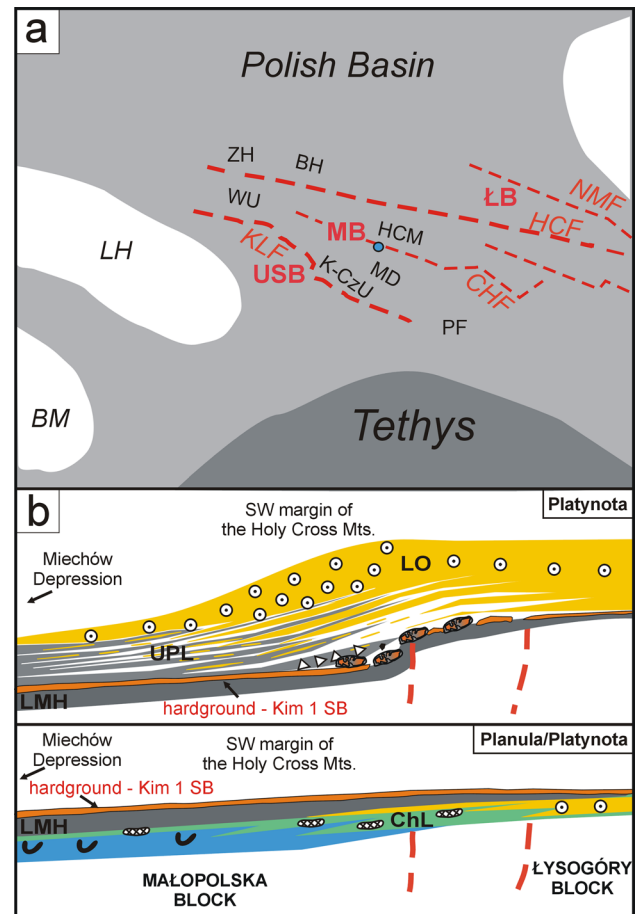 a
Polish Basin
ZH
BH
ŁB
NMF
WU
HCF
MB
HCM
LH
KLF
USB
K-CzU
MD
CHF
PF
BM
Tethys
b
SW margin of
the Holy Cross Mts.
Platynota
Miechów
Depression
LO
UPL
LMH
hardground - Kim 1 SB
Miechów
Depression
SW margin of
the Holy Cross Mts.
Planula/Platynota
hardground - Kim 1 SB
LMH
ChL
MAŁOPOLSKA
BLOCK
ŁYSOGÓRY
BLOCK